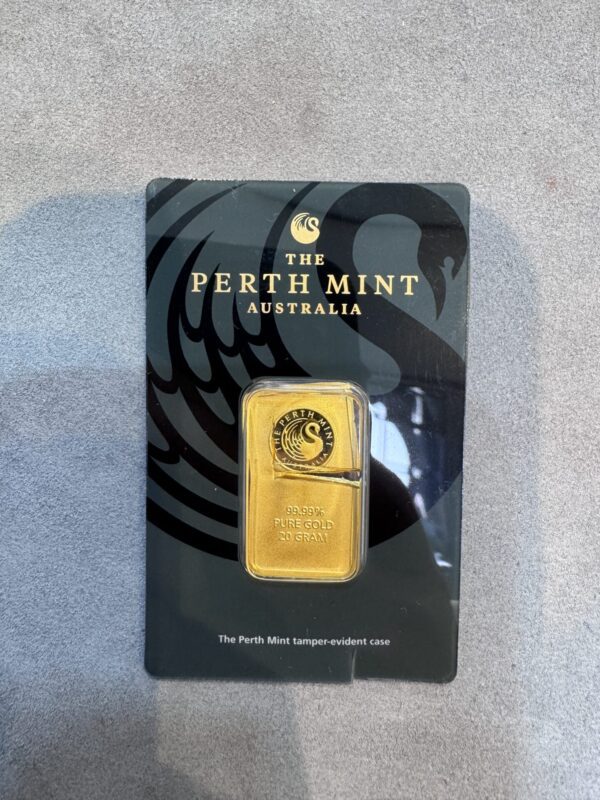 THE
PERTH MINT
AUSTRALIA
THE PERTH MINT
AUSTRALIA
99.99%
PURE GOLD
20 GRAM
The Perth Mint tamper-evident case